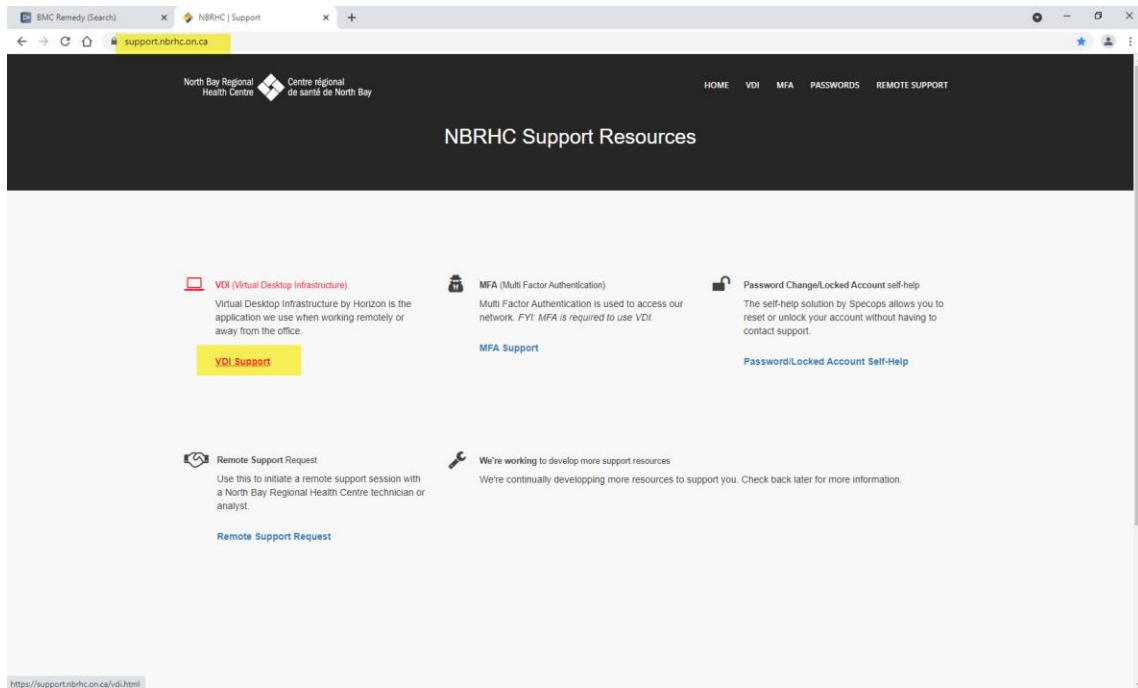 BMC Remedy (Search)
NBRHC | Support
support.nbrhc.on.ca
North Bay Regional
Health Centre
Centre régional
de santé de North Bay
HOME VDI MFA PASSWORDS REMOTE SUPPORT
NBRHC Support Resources
VDI (Virtual Desktop Infrastructure)
Virtual Desktop Infrastructure by Horizon is the
application we use when working remotely or
away from the office.
VDI Support
MFA (Multi Factor Authentication)
Multi Factor Authentication is used to access our
network. FYI: MFA is required to use VDI.
MFA Support
Password Change/Locked Account self-help
The self-help solution by Specops allows you to
reset or unlock your account without having to
contact support.
Password/Locked Account Self-Help
Remote Support Request
Use this to initiate a remote support session with
a North Bay Regional Health Centre technician or
analyst.
Remote Support Request
We're working to develop more support resources
We're continually developping more resources to support you. Check back later for more information.
https://support.nbrhc.on.ca/vdi.html